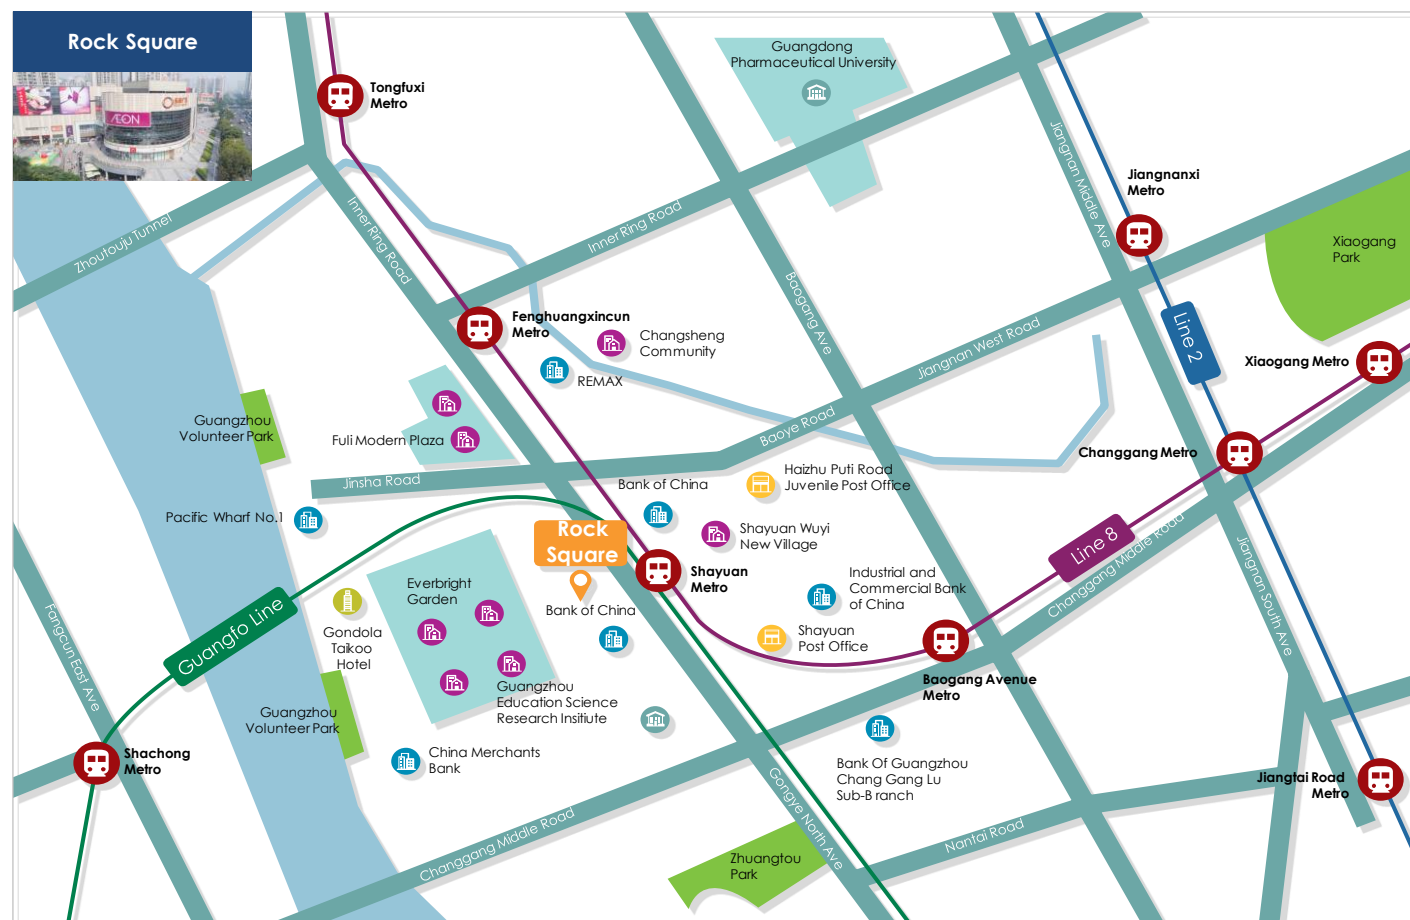 Rock Square
ÆON
Tongfuxi
Metro
Guangdong
Pharmaceutical University
Jiangnan Middle Ave
Jiangnanxi
Metro
Zhoutouju Tunnel
Inner Ring Road
Inner Ring Road
Xiaogang
Park
Baogang Ave
Fenghuangxincun
Metro
Changsheng
Community
REMAX
Jiangnan West Road
Line 2
Xiaogang Metro
Guangzhou
Volunteer Park
Fuli Modern Plaza
Baoye Road
Changgang Metro
Jinsha Road
Bank of China
Haizhu Puti Road
Juvenile Post Office
Pacific Wharf No.1
Rock
Square
Shayuan Wuyi
New Village
Line 8
Changgang Middle Road
Jiangnan South Ave
Shayuan
Metro
Industrial and
Commercial Bank
of China
Everbright
Garden
Bank of China
Guangfo Line
Gondola
Taikoo
Hotel
Shayuan
Post Office
Fangcun East Ave
Baogang Avenue
Metro
Guangzhou
Education Science
Research Insitiute
Guangzhou
Volunteer Park
Shachong
Metro
China Merchants
Bank
Bank Of Guangzhou
Chang Gang Lu
Sub-B ranch
Jiangtai Road
Metro
Gongye North Ave
Changgang Middle Road
Nantai Road
Zhuangtou
Park